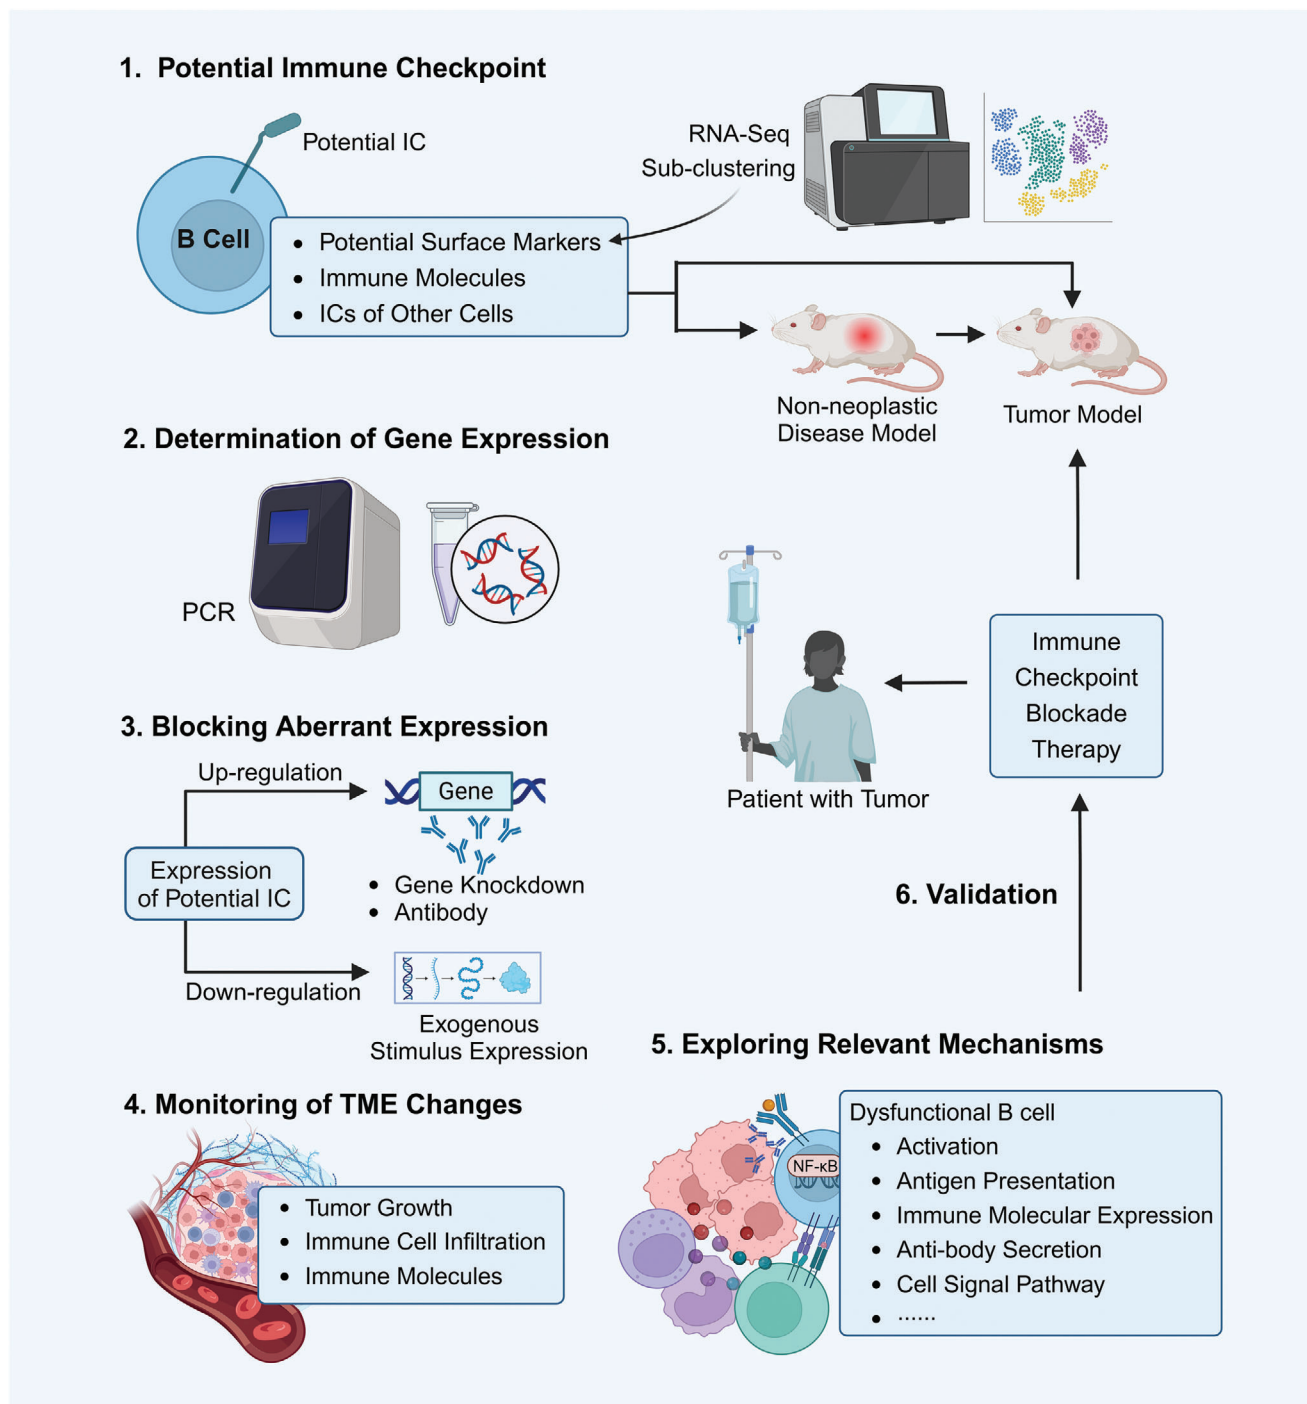 1. Potential Immune Checkpoint
Potential IC
RNA-Seq
Sub-clustering
B Cell
• Potential Surface Markers
• Immune Molecules
• ICs of Other Cells
Non-neoplastic
Disease Model
Tumor Model
2. Determination of Gene Expression
PCR
Immune
Checkpoint
Blockade
Therapy
Patient with Tumor
3. Blocking Aberrant Expression
Up-regulation
Gene
Expression
of Potential IC
• Gene Knockdown
• Antibody
Down-regulation
Exogenous
Stimulus Expression
6. Validation
4. Monitoring of TME Changes
• Tumor Growth
• Immune Cell Infiltration
• Immune Molecules
5. Exploring Relevant Mechanisms
NF-κB
Dysfunctional B cell
• Activation
• Antigen Presentation
• Immune Molecular Expression
• Anti-body Secretion
• Cell Signal Pathway
• ......